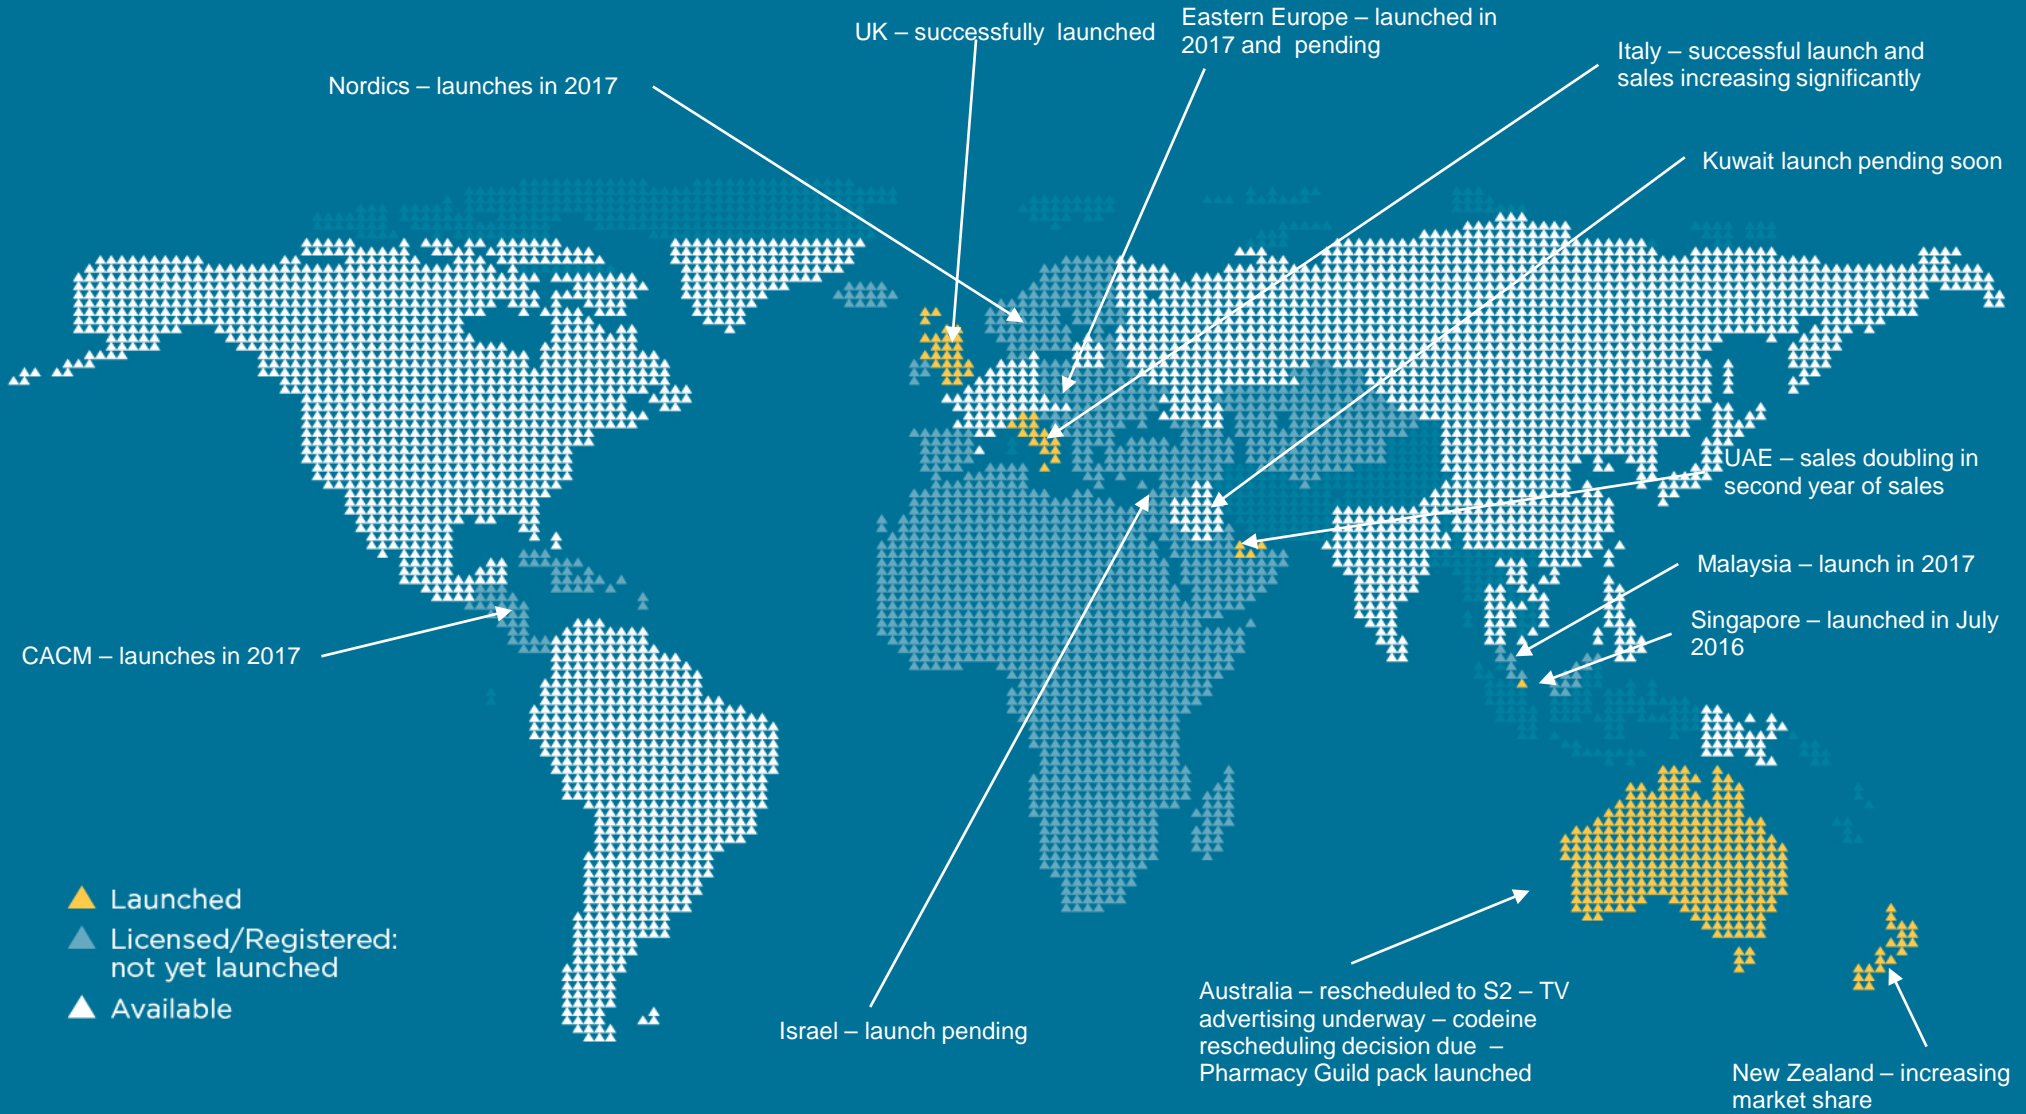 UK – successfully  launched
Eastern Europe – launched in
2017 and  pending
Italy – successful launch and
sales increasing significantly
Nordics – launches in 2017
Kuwait launch pending soon
UAE – sales doubling in
second year of sales
Malaysia – launch in 2017
Singapore – launched in July
2016
CACM – launches in 2017
Launched
Licensed/Registered:
not yet launched
Available
Israel – launch pending
Australia – rescheduled to S2 – TV
advertising underway – codeine
rescheduling decision due  –
Pharmacy Guild pack launched
New Zealand – increasing
market share